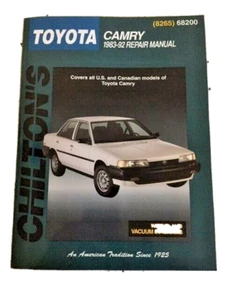 (8265) 68200
TOYOTA
CAMRY
1983-92 REPAIR MANUAL
Covers all U.S. and Canadian models of
Toyota Camry
CHILTON'S
VACUUM
An American Tradition Since 1925